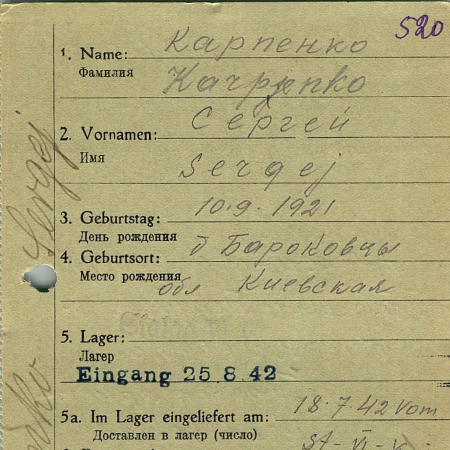 520
1. Name: Карпенко
Фамилия
2. Vornamen: Сергей
Имя
Sergej
3. Geburtstag: 10.9.1921
День рождения
4. Geburtsort:
Место рождения обл Киевская
5. Lager:
Лагер
Eingang 25 8.42
5a. Im Lager eingeliefert am: 18.7.42 vom
Доставлен в лагер (число)
Sergej